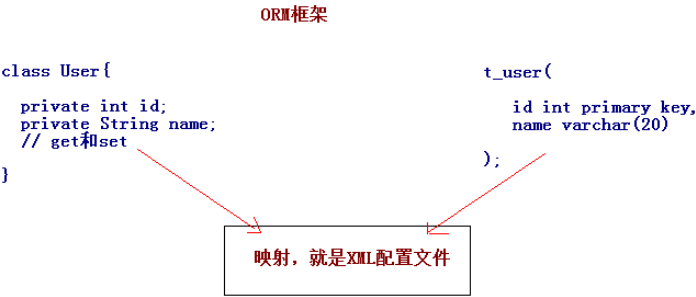 ORM框架
class User{
private int id;
private String name;
// get和set
}
t_user(
id int primary key,
name varchar(20)
);
映射，就是XML配置文件